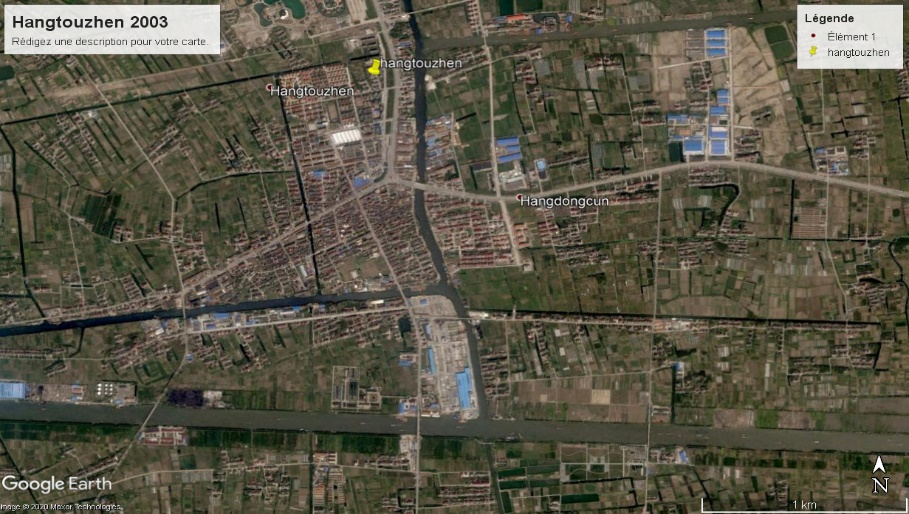 Hangtouzhen 2003
Rédigez une description pour votre carte.
Légende
Élément 1
hangtouzhen
hangtouzhen
Hangtouzhen
Hangdongcun
Google Earth
N
Image © 2020 Maxar Technologies
1 km